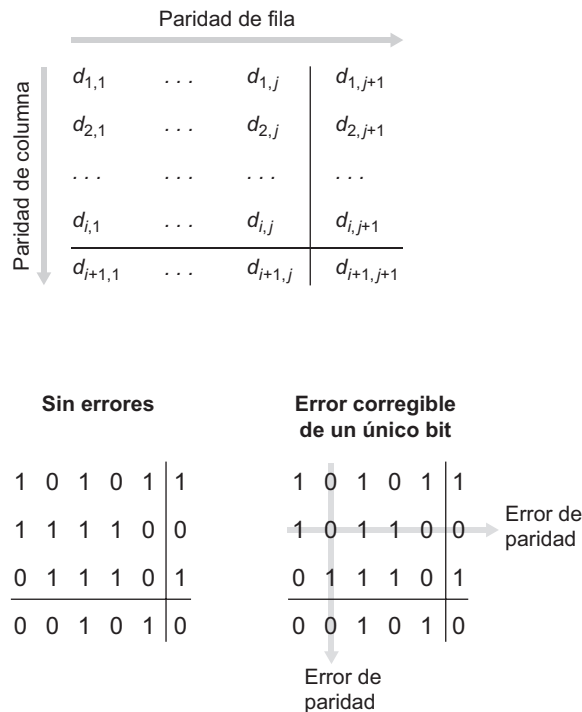 Paridad de fila
Paridad de columna
d1,1 . . . d1,j d1,j+1
d2,1 . . . d2,j d2,j+1
. . . . . . . . . . . .
di,1 . . . di,j di,j+1
di+1,1 . . . di+1,j di+1,j+1
Sin errores
1 0 1 0 1 1
1 1 1 1 0 0
0 1 1 1 0 1
0 0 1 0 1 0
Error corregible
de un único bit
1 0 1 0 1 1
1 0 1 1 0 0
0 1 1 1 0 1
0 0 1 0 1 0
Error de
paridad
Error de
paridad